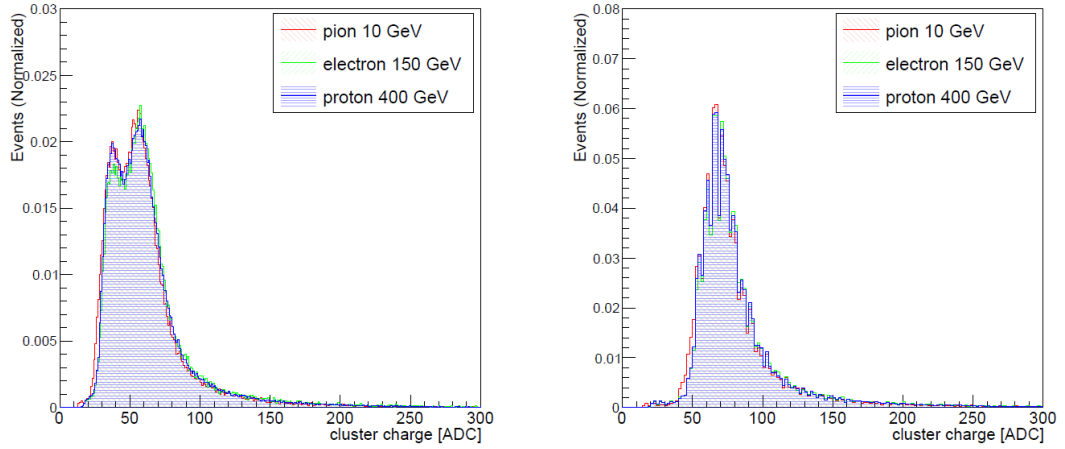 Events (Normalized)
0.03
0.025
0.02
0.015
0.01
0.005
0
pion 10 GeV
electron 150 GeV
proton 400 GeV
0 50 100 150 200 250 300
cluster charge [ADC]
Events (Normalized)
0.08
0.07
0.06
0.05
0.04
0.03
0.02
0.01
0
pion 10 GeV
electron 150 GeV
proton 400 GeV
0 50 100 150 200 250 300
cluster charge [ADC]